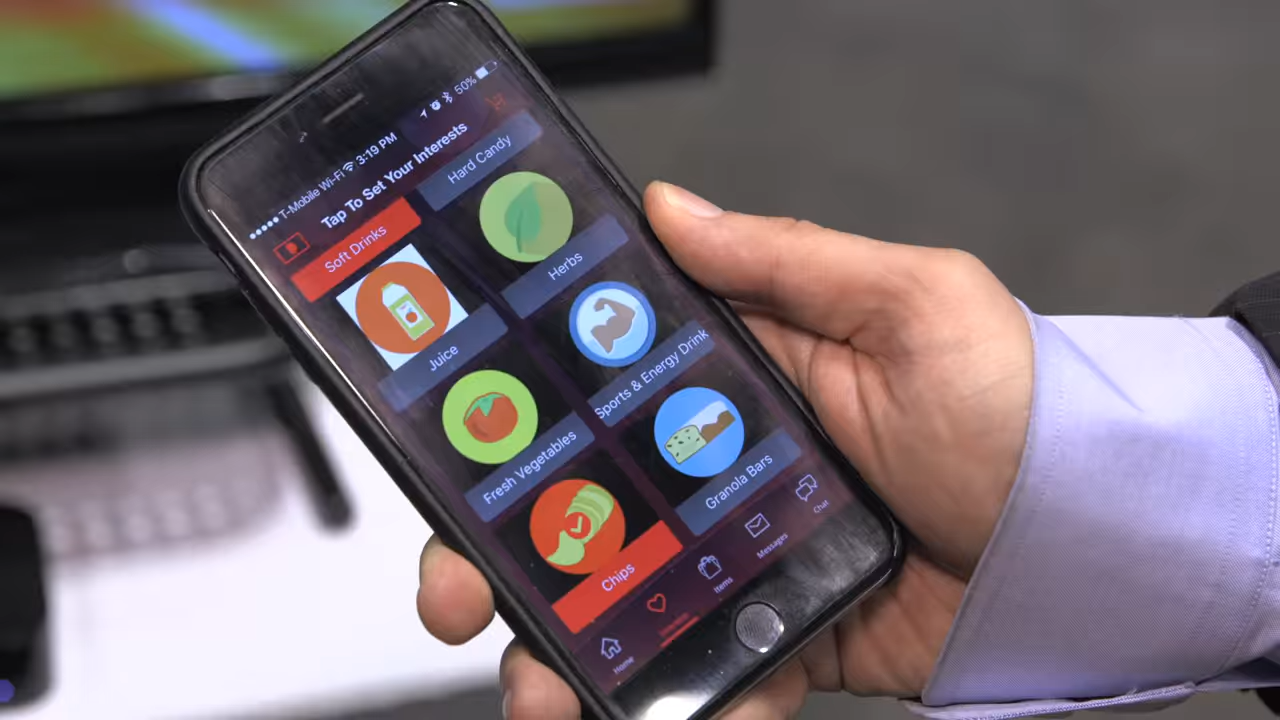 T-Mobile Wi-Fi 3:19 PM 50%
Tap To Set Your Interests
Soft Drinks
Hard Candy
Juice
Herbs
Fresh Vegetables
Sports & Energy Drink
Chips
Granola Bars
Home
Items
Messages
Chat